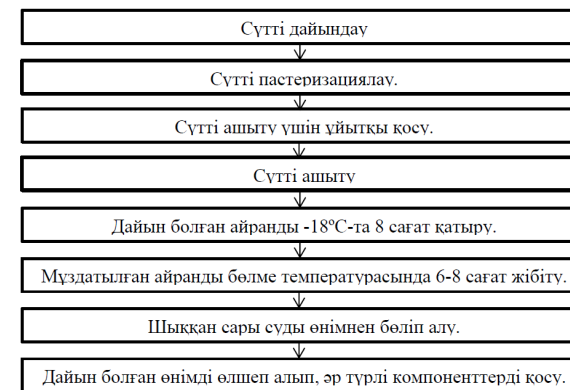 Сүтті дайындау
Сүтті пастеризациялау.
Сүтті ашыту үшін ұйытқы қосу.
Сүтті ашыту
Дайын болған айранды -18°С-та 8 сағат қатыру.
Мұздатылған айранды бөлме температурасында 6-8 сағат жібіту.
Шыққан сары суды өнімнен бөліп алу.
Дайын болған өнімді өлшеп алып, әр түрлі компоненттерді қосу.